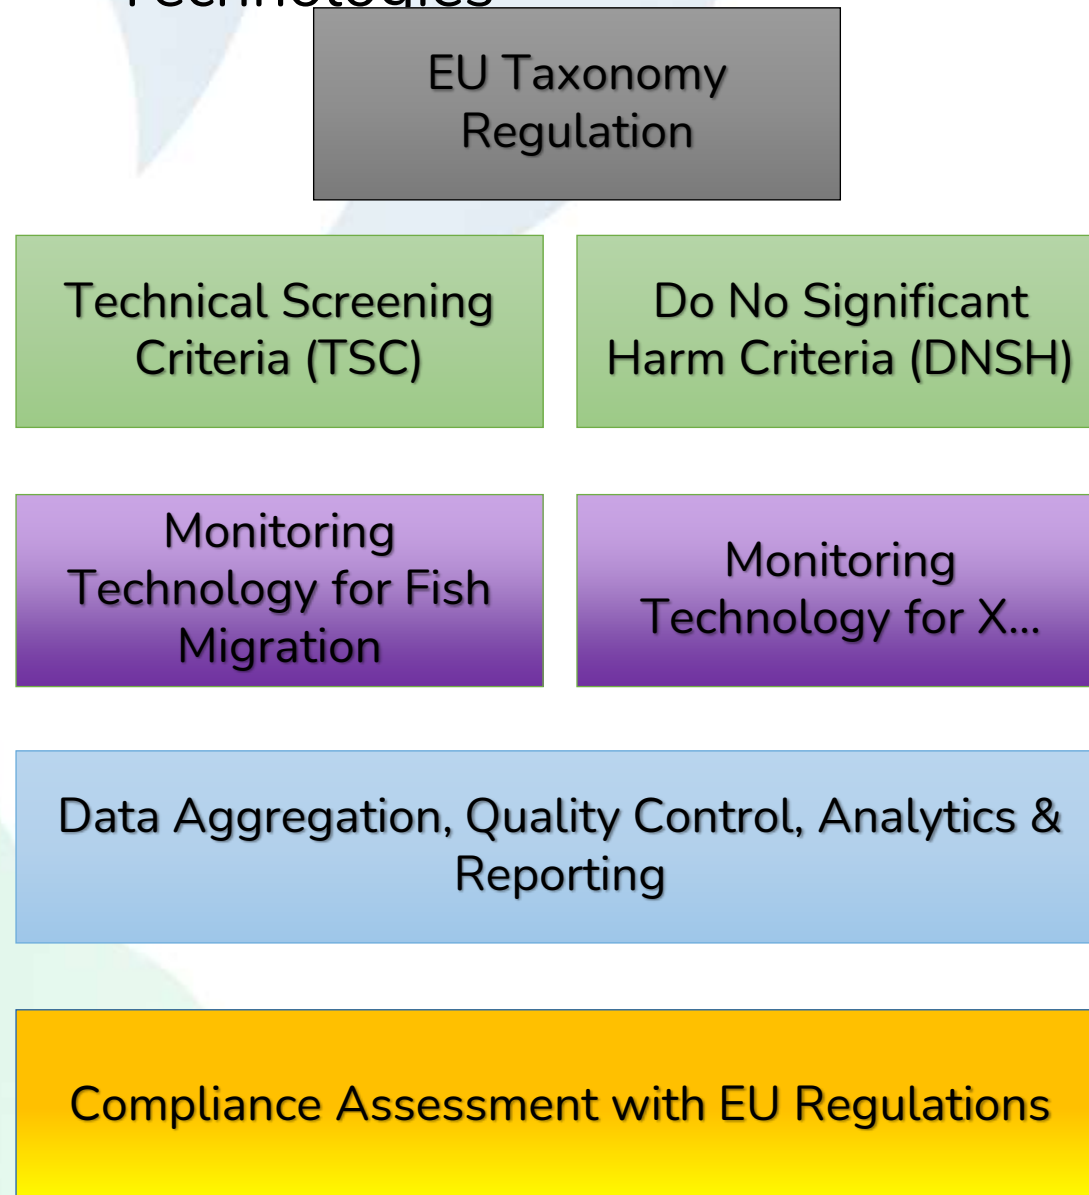 Technologies
EU Taxonomy
Regulation
Technical Screening
Criteria (TSC)
Do No Significant
Harm Criteria (DNSH)
Monitoring
Technology for Fish
Migration
Monitoring
Technology for X...
Data Aggregation, Quality Control, Analytics &
Reporting
Compliance Assessment with EU Regulations